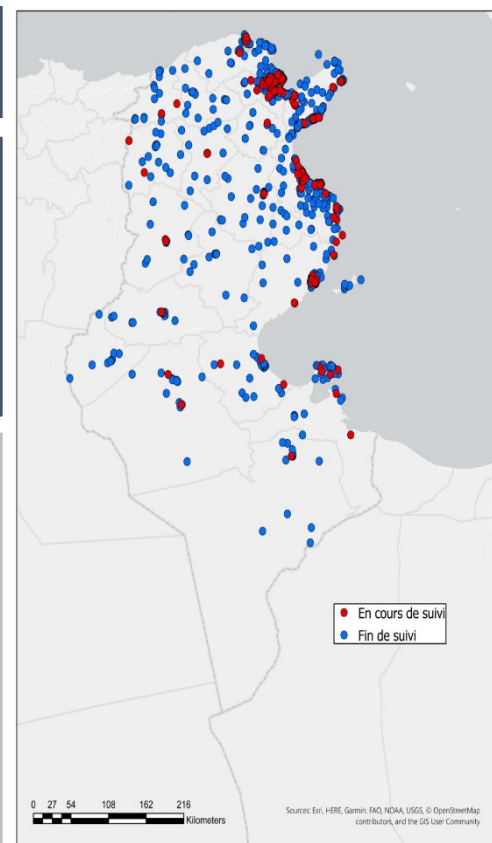 En cours de suivi
Fin de suivi
0 27 54 108 162 216
Kilometers
Sources: Esri, HERE, Garmin, FAO, NOAA, USGS, © OpenStreetMap
contributors, and the GIS User Community